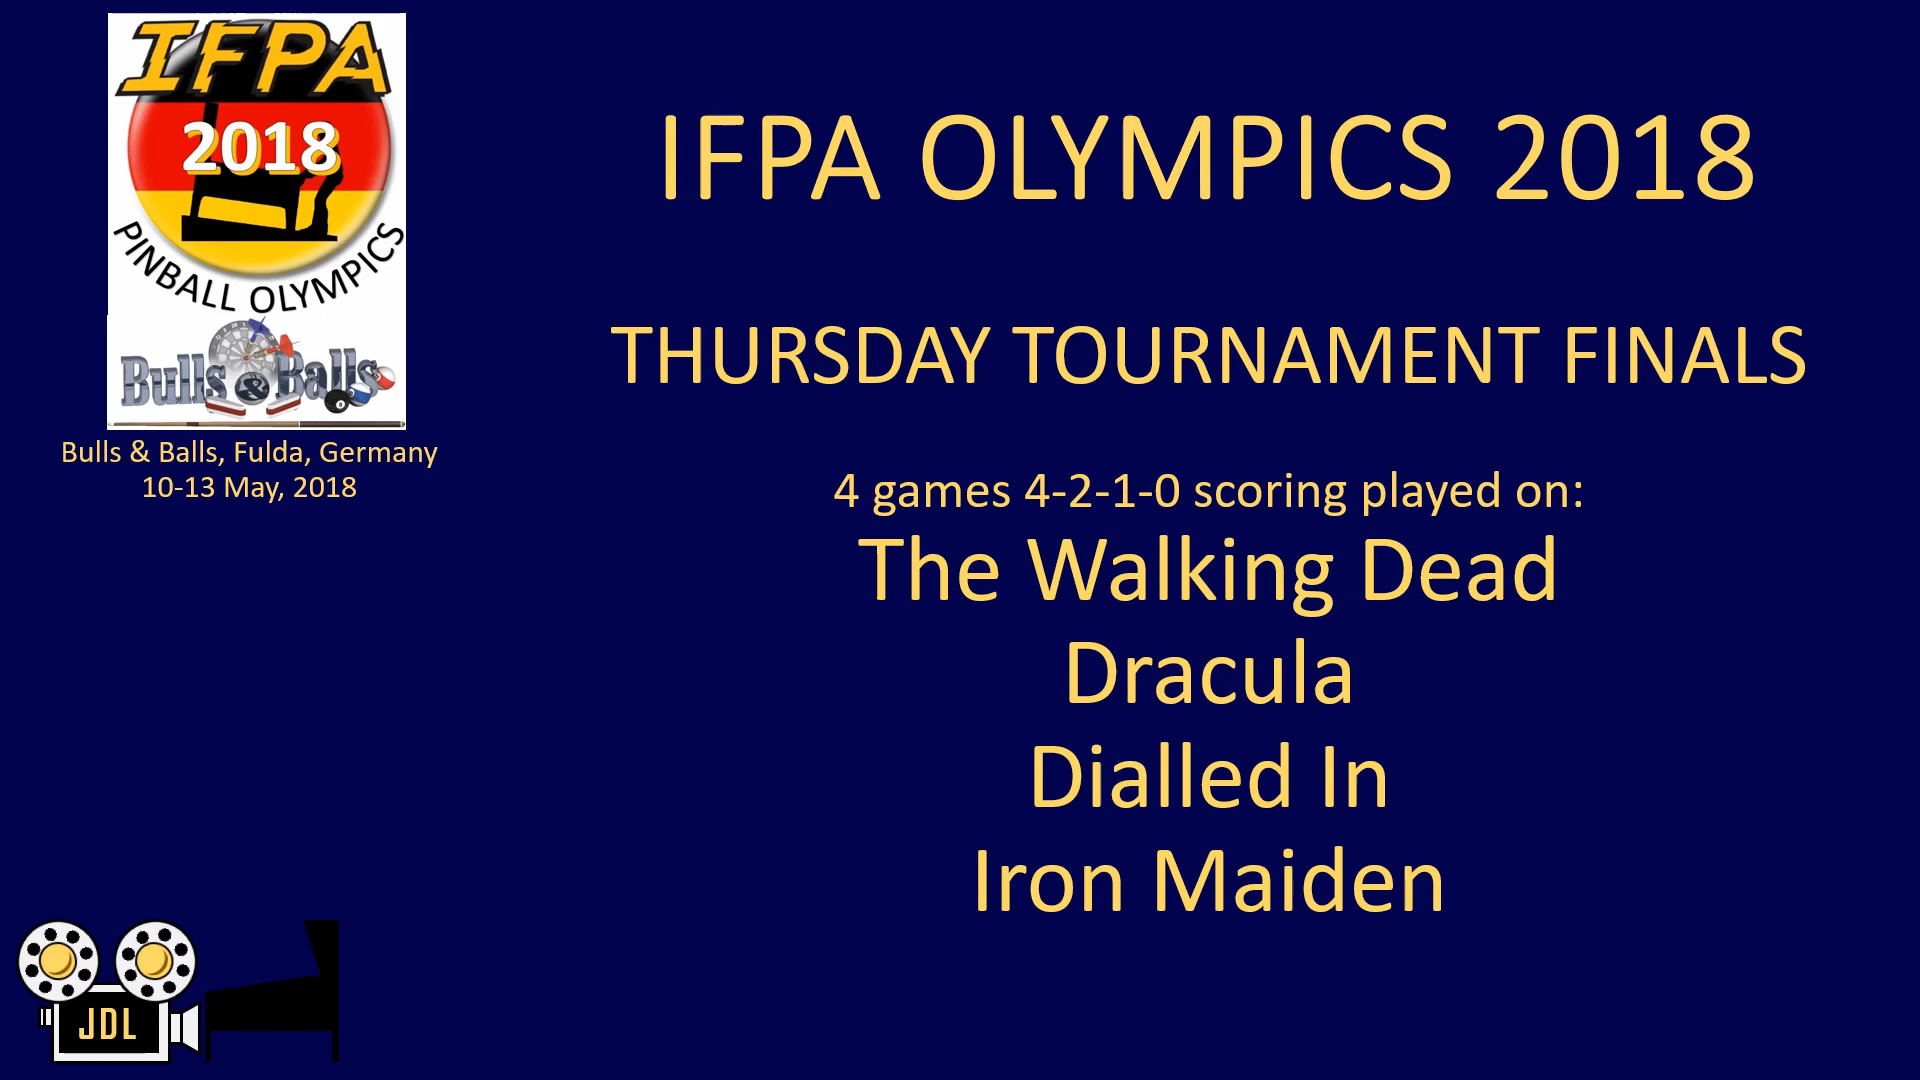 IFPA
2018
PINBALL OLYMPICS
Bulls & Balls
Bulls & Balls, Fulda, Germany
10-13 May, 2018
IFPA OLYMPICS 2018
THURSDAY TOURNAMENT FINALS
4 games 4-2-1-0 scoring played on:
The Walking Dead
Dracula
Dialled In
Iron Maiden
JDL